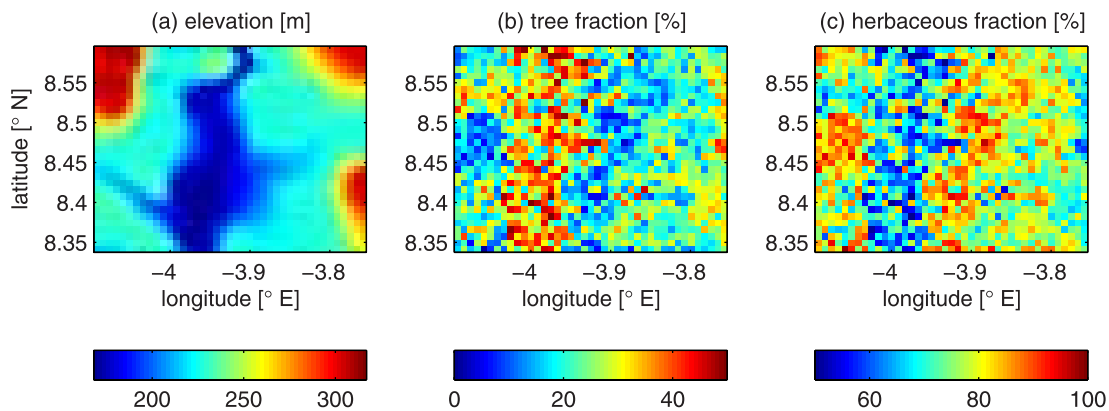 (a) elevation [m] (b) tree fraction [%] (c) herbaceous fraction [%]
latitude [° N]
8.55 8.55 8.55
8.5 8.5 8.5
8.45 8.45 8.45
8.4 8.4 8.4
8.35 8.35 8.35
−4 −3.9 −3.8 −4 −3.9 −3.8 −4 −3.9 −3.8
longitude [° E] longitude [° E] longitude [° E]
200 250 300 0 20 40 60 80 100